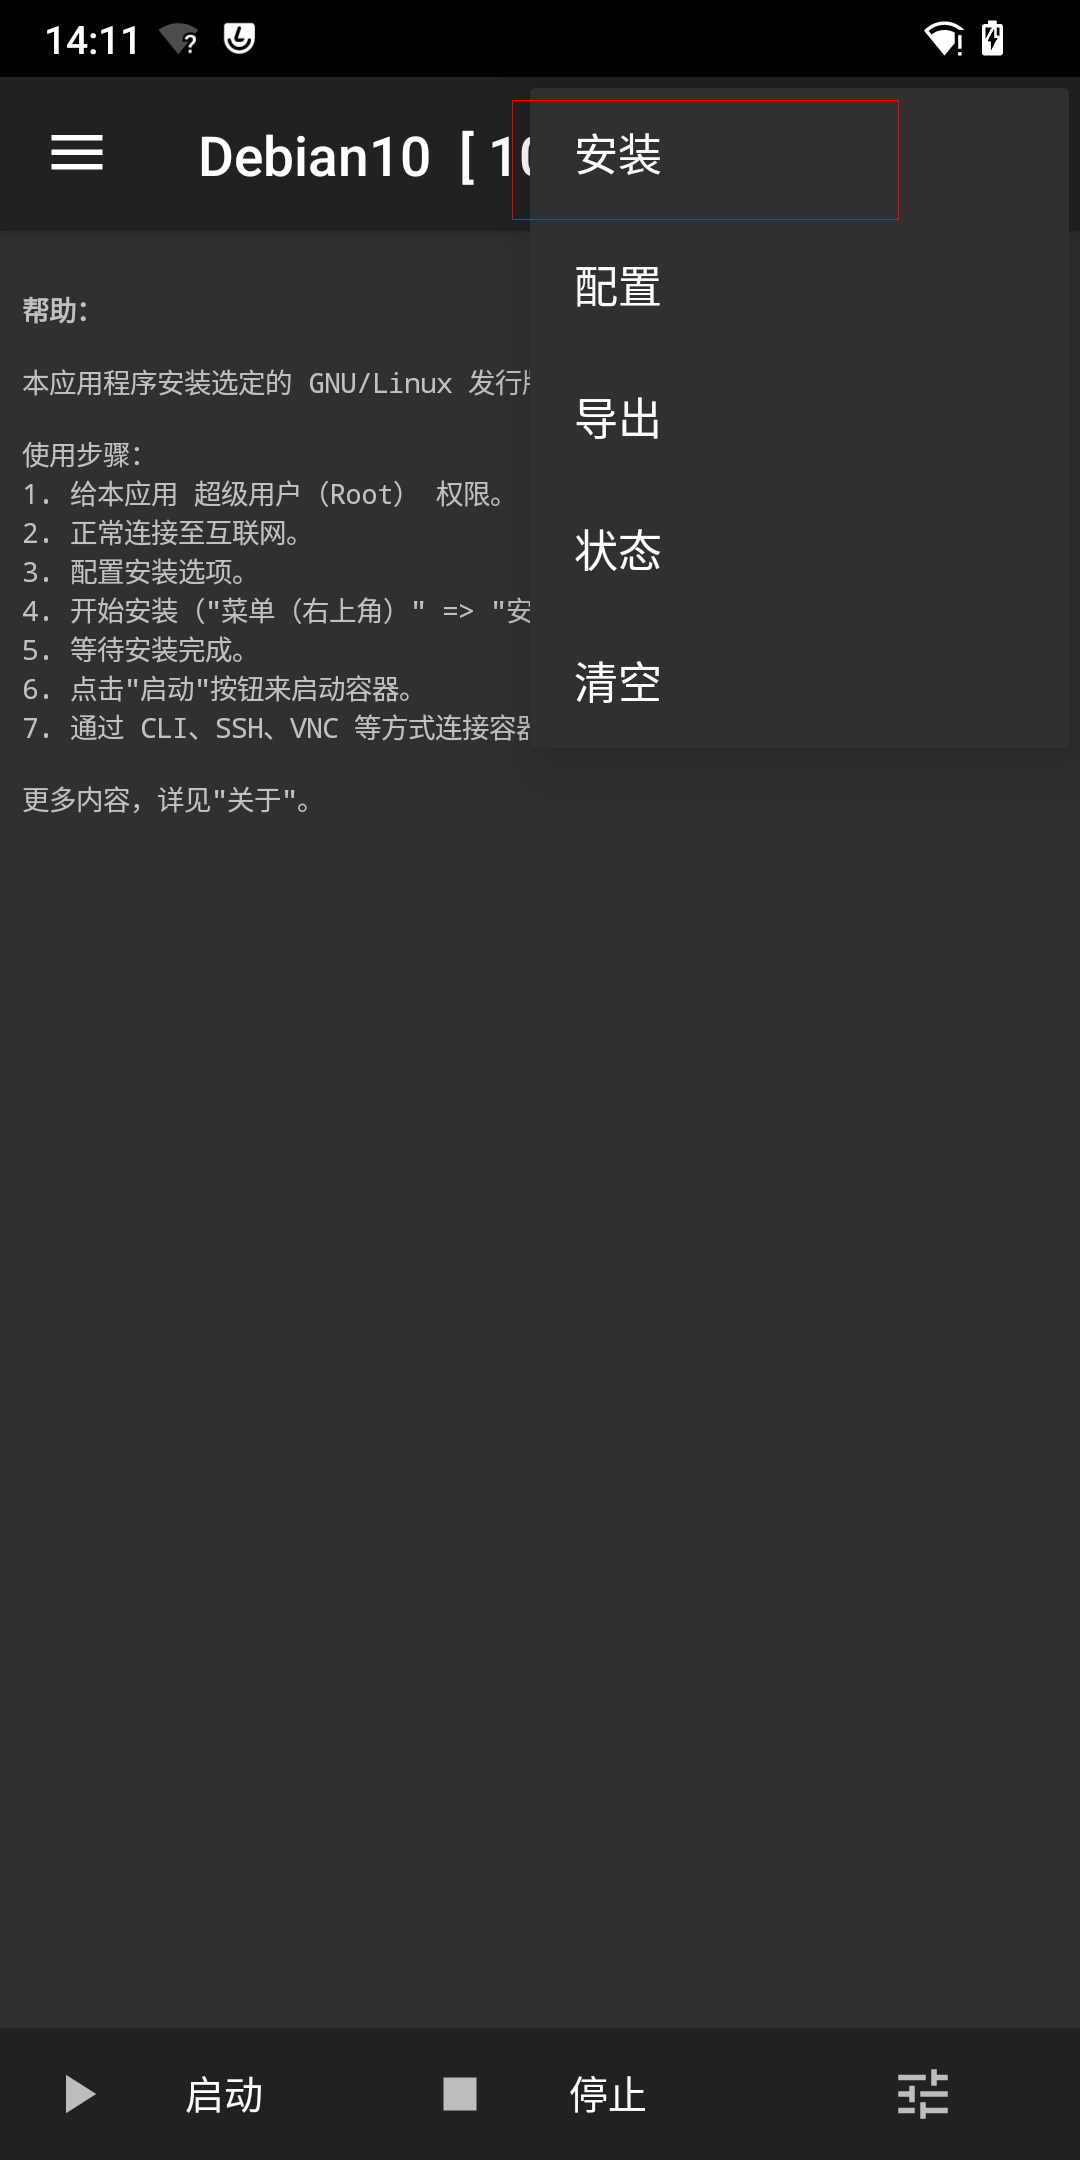 14:11
Debian10 [ 10
安装
配置
导出
状态
清空
帮助：
本应用程序安装选定的 GNU/Linux 发行
使用步骤：
1. 给本应用 超级用户（Root） 权限。
2. 正常连接至互联网。
3. 配置安装选项。
4. 开始安装（"菜单（右上角）" => "安
5. 等待安装完成。
6. 点击"启动"按钮来启动容器。
7. 通过 CLI、SSH、VNC 等方式连接容器
更多内容，详见"关于"。
启动
停止